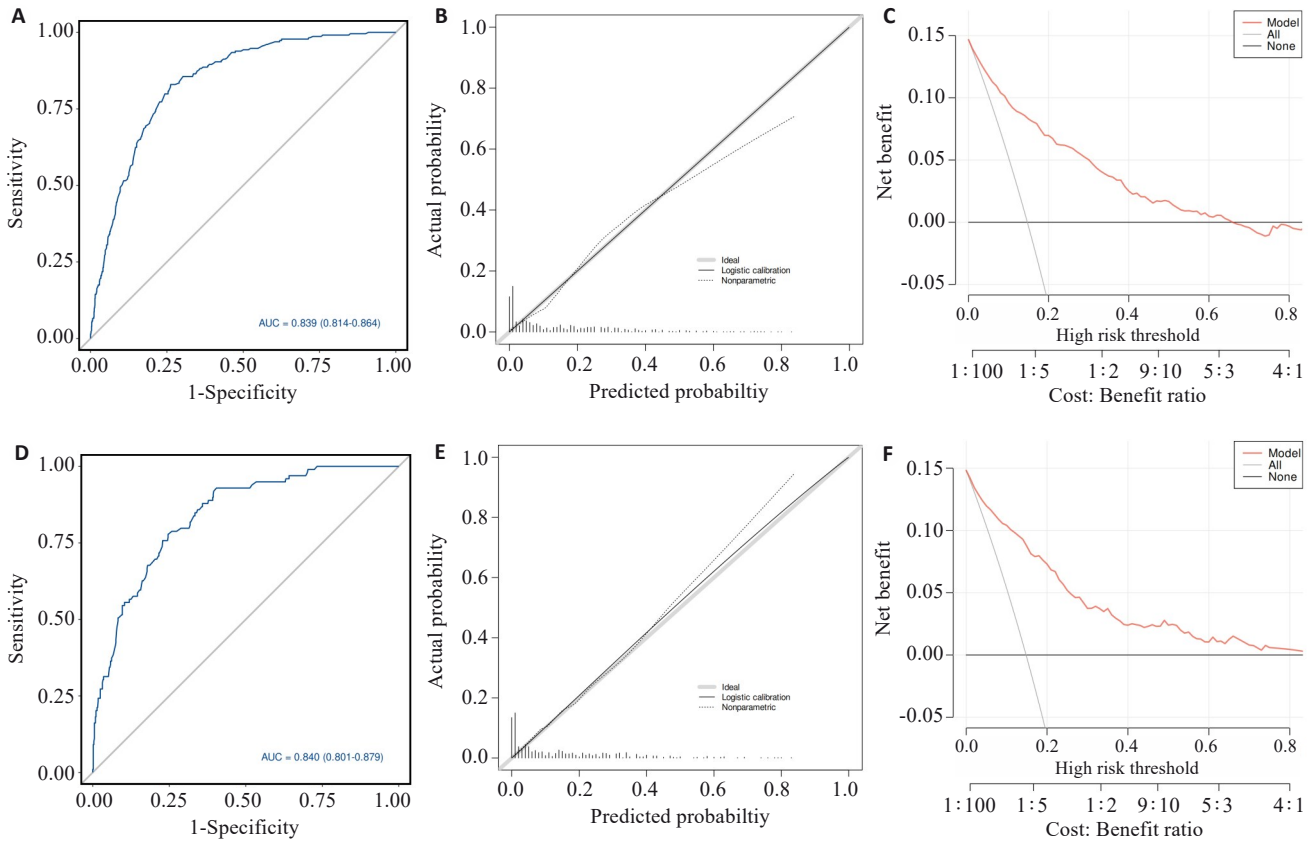 A
1.00
0.75
0.50
0.25
0.00
Sensitivity
AUC = 0.839 (0.814-0.864)
0.00 0.25 0.50 0.75 1.00
1-Specificity
B
1.0
0.8
0.6
0.4
0.2
0.0
Actual probability
Ideal
Logistic calibration
Nonparametric
0.0 0.2 0.4 0.6 0.8 1.0
Predicted probabiltiy
C
Model
All
None
0.15
0.10
0.05
0.00
-0.05
Net benefit
0.0 0.2 0.4 0.6 0.8
High risk threshold
1:100 1:5 1:2 9:10 5:3 4:1
Cost: Benefit ratio
D
1.00
0.75
0.50
0.25
0.00
Sensitivity
AUC = 0.840 (0.801-0.879)
0.00 0.25 0.50 0.75 1.00
1-Specificity
E
1.0
0.8
0.6
0.4
0.2
0.0
Actual probability
Ideal
Logistic calibration
Nonparametric
0.0 0.2 0.4 0.6 0.8 1.0
Predicted probabiltiy
F
Model
All
None
0.15
0.10
0.05
0.00
-0.05
Net benefit
0.0 0.2 0.4 0.6 0.8
High risk threshold
1:100 1:5 1:2 9:10 5:3 4:1
Cost: Benefit ratio